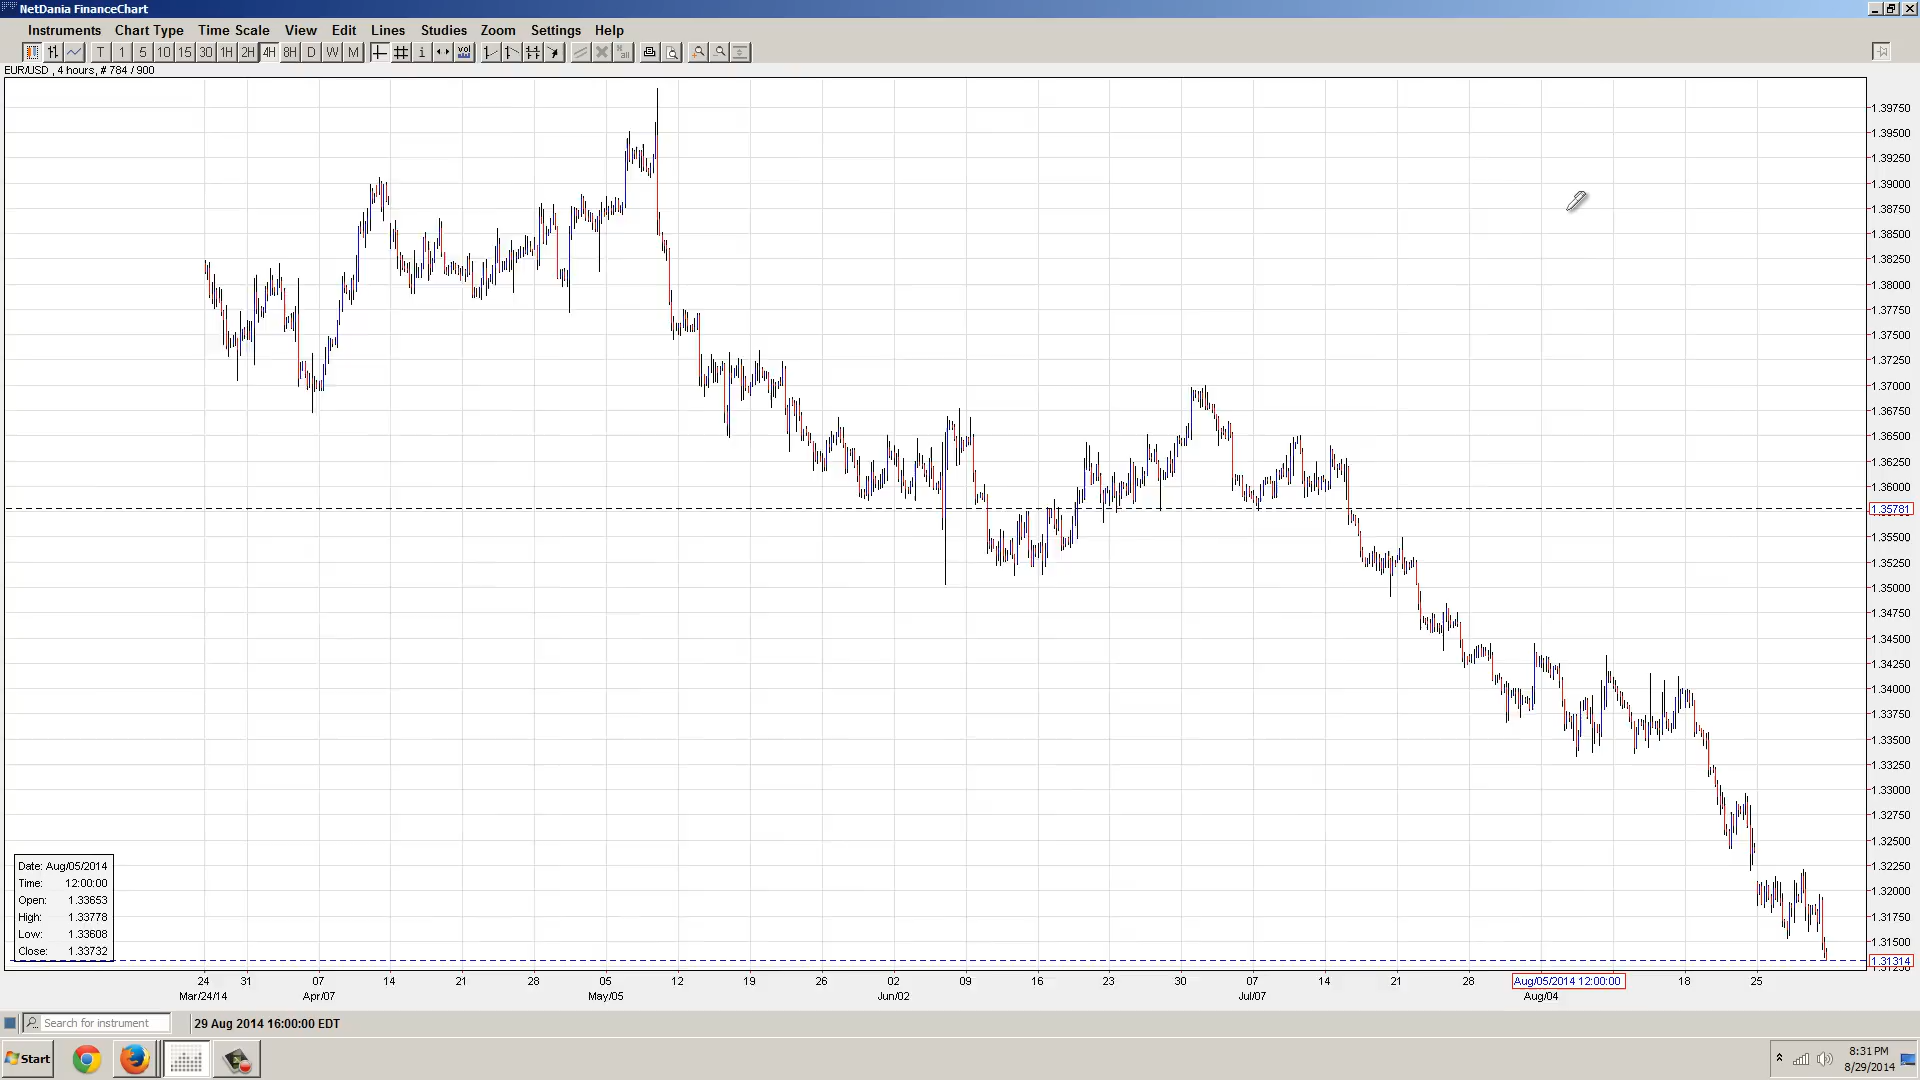 NetDania FinanceChart
Instruments Chart Type Time Scale View Edit Lines Studies Zoom Settings Help
T 1 5 10 15 30 1H 2H 4H 8H D W M i vol all
EUR/USD , 4 hours, # 784 / 900
1.39750
1.39500
1.39250
1.39000
1.38750
1.38500
1.38250
1.38000
1.37750
1.37500
1.37250
1.37000
1.36750
1.36500
1.36250
1.36000
1.35781
1.35500
1.35250
1.35000
1.34750
1.34500
1.34250
1.34000
1.33750
1.33500
1.33250
1.33000
1.32750
1.32500
1.32250
1.32000
1.31750
1.31500
1.31314
Date: Aug/05/2014
Time: 12:00:00
Open: 1.33653
High: 1.33778
Low: 1.33608
Close: 1.33732
24 31 07 14 21 28 05 12 19 26 02 09 16 23 30 07 14 21 28 Aug/05/2014 12:00:00 18 25
Mar/24/14 Apr/07 May/05 Jun/02 Jul/07 Aug/04
Search for instrument 29 Aug 2014 16:00:00 EDT
Start 8:31 PM
8/29/2014